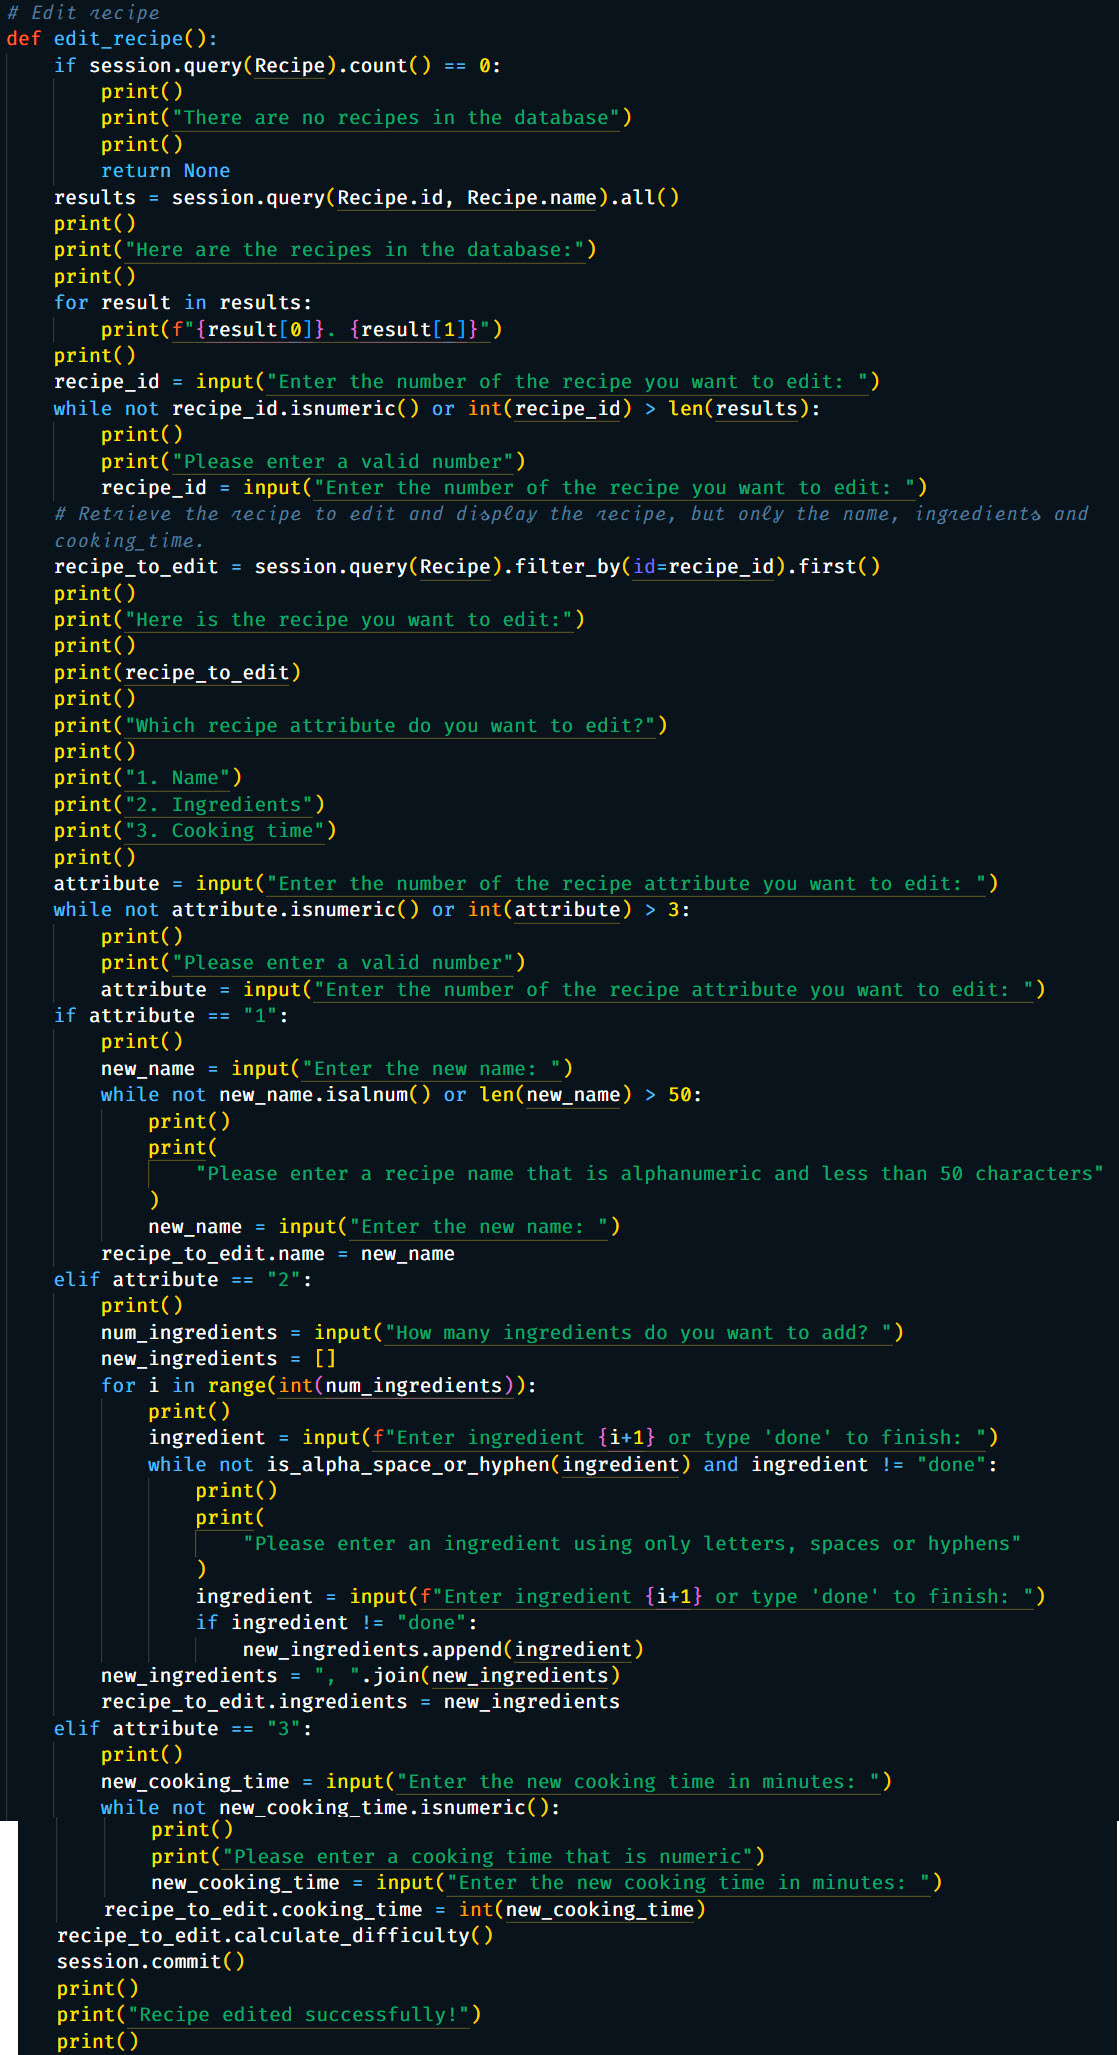 # Edit recipe
def edit_recipe():
    if session.query(Recipe).count() == 0:
        print()
        print("There are no recipes in the database")
        print()
        return None
    results = session.query(Recipe.id, Recipe.name).all()
    print()
    print("Here are the recipes in the database:")
    print()
    for result in results:
        print(f"{result[0]}. {result[1]}")
    print()
    recipe_id = input("Enter the number of the recipe you want to edit: ")
    while not recipe_id.isnumeric() or int(recipe_id) > len(results):
        print()
        print("Please enter a valid number")
        recipe_id = input("Enter the number of the recipe you want to edit: ")
    # Retrieve the recipe to edit and display the recipe, but only the name, ingredients and
    cooking_time.
    recipe_to_edit = session.query(Recipe).filter_by(id=recipe_id).first()
    print()
    print("Here is the recipe you want to edit:")
    print()
    print(recipe_to_edit)
    print()
    print("Which recipe attribute do you want to edit?")
    print()
    print("1. Name")
    print("2. Ingredients")
    print("3. Cooking time")
    print()
    attribute = input("Enter the number of the recipe attribute you want to edit: ")
    while not attribute.isnumeric() or int(attribute) > 3:
        print()
        print("Please enter a valid number")
        attribute = input("Enter the number of the recipe attribute you want to edit: ")
    if attribute == "1":
        print()
        new_name = input("Enter the new name: ")
        while not new_name.isalnum() or len(new_name) > 50:
            print()
            print(
                "Please enter a recipe name that is alphanumeric and less than 50 characters"
            )
            new_name = input("Enter the new name: ")
        recipe_to_edit.name = new_name
    elif attribute == "2":
        print()
        num_ingredients = input("How many ingredients do you want to add? ")
        new_ingredients = []
        for i in range(int(num_ingredients)):
            print()
            ingredient = input(f"Enter ingredient {i+1} or type 'done' to finish: ")
            while not is_alpha_space_or_hyphen(ingredient) and ingredient != "done":
                print()
                print(
                    "Please enter an ingredient using only letters, spaces or hyphens"
                )
                ingredient = input(f"Enter ingredient {i+1} or type 'done' to finish: ")
                if ingredient != "done":
                    new_ingredients.append(ingredient)
        new_ingredients = ", ".join(new_ingredients)
        recipe_to_edit.ingredients = new_ingredients
    elif attribute == "3":
        print()
        new_cooking_time = input("Enter the new cooking time in minutes: ")
        while not new_cooking_time.isnumeric():
            print()
            print("Please enter a cooking time that is numeric")
            new_cooking_time = input("Enter the new cooking time in minutes: ")
        recipe_to_edit.cooking_time = int(new_cooking_time)
    recipe_to_edit.calculate_difficulty()
    session.commit()
    print()
    print("Recipe edited successfully!")
    print()